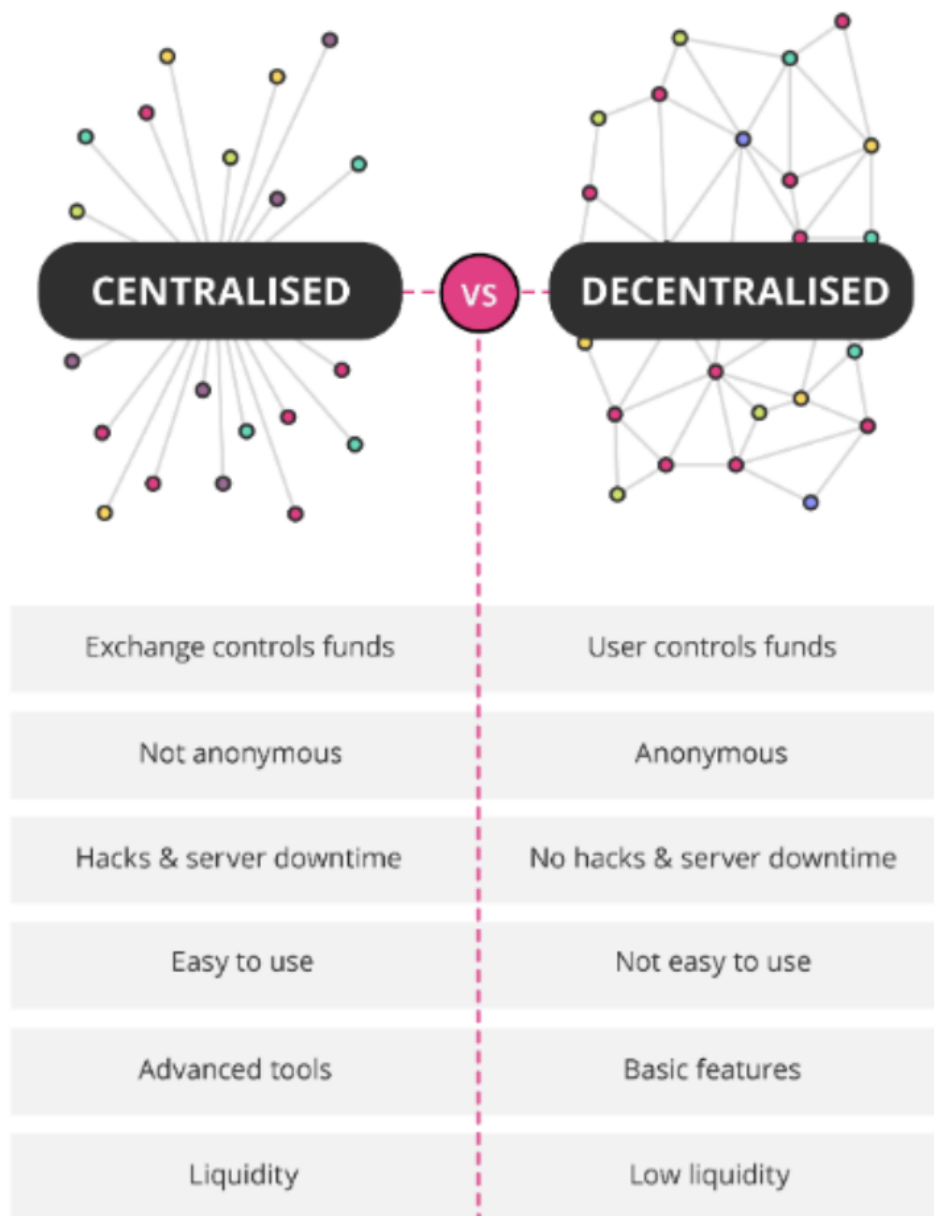 CENTRALISED
VS
DECENTRALISED
Exchange controls funds
User controls funds
Not anonymous
Anonymous
Hacks & server downtime
No hacks & server downtime
Easy to use
Not easy to use
Advanced tools
Basic features
Liquidity
Low liquidity